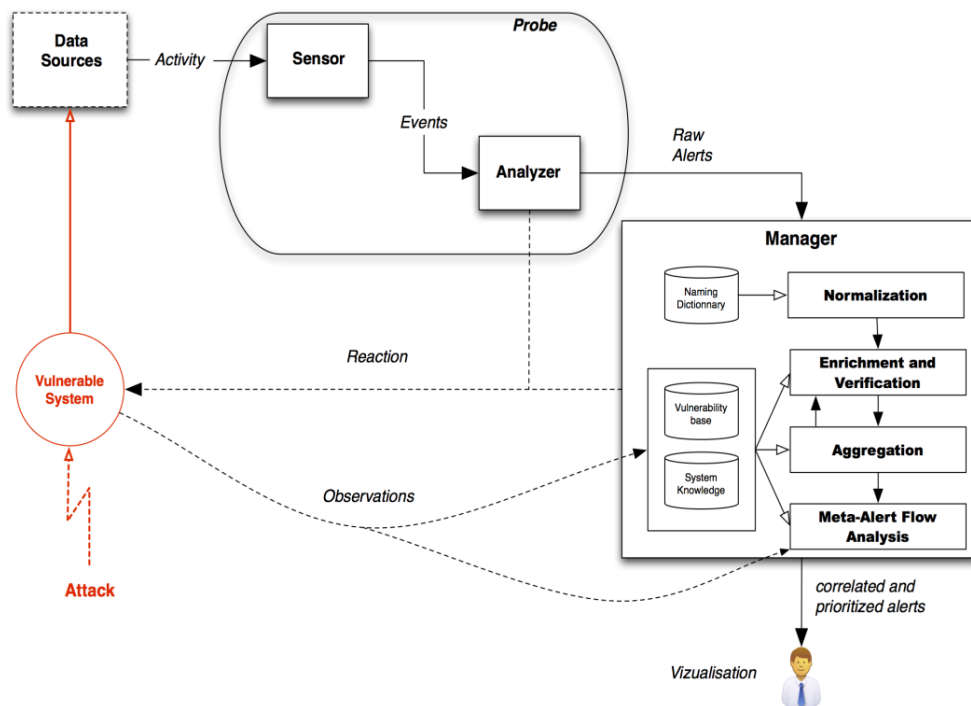 Data
Sources
Activity
Probe
Sensor
Events
Analyzer
Raw
Alerts
Manager
Naming
Dictionnary
Normalization
Enrichment and
Verification
Vulnerability
base
System
Knowledge
Aggregation
Meta-Alert Flow
Analysis
Reaction
Vulnerable
System
Observations
Attack
correlated and
prioritized alerts
Vizualisation